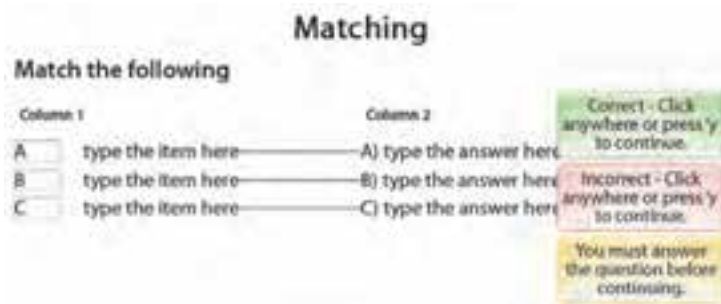 Matching
Match the following
Column 1 Column 2
A type the item here A) type the answer here
B type the item here B) type the answer here
C type the item here C) type the answer here
Correct - Click
anywhere or press 'y'
to continue.
Incorrect - Click
anywhere or press 'y'
to continue.
You must answer
the question before
continuing.